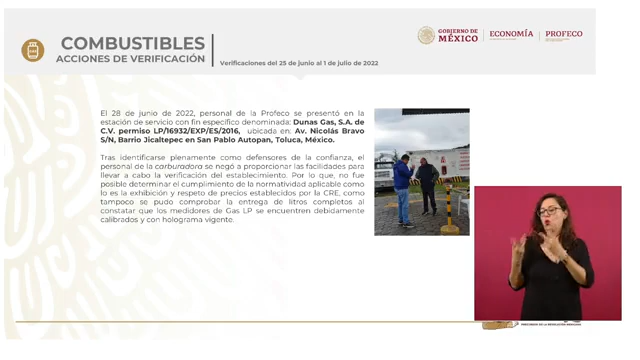 COMBUSTIBLES
ACCIONES DE VERIFICACIÓN
Verificaciones del 25 de junio al 1 de julio de 2022
GOBIERNO DE
MÉXICO
ECONOMÍA
PROFECO
El 28 de junio de 2022, personal de la Profeco se presentó en la
estación de servicio con fin específico denominada: Dunas Gas, S.A. de
C.V. permiso LP/16932/EXP/ES/2016, ubicada en: Av. Nicolás Bravo
S/N, Barrio Jicaltepec en San Pablo Autopan, Toluca, México.
Tras identificarse plenamente como defensores de la confianza, el
personal de la carburadora se negó a proporcionar las facilidades para
llevar a cabo la verificación del establecimiento. Por lo que, no fue
posible determinar el cumplimiento de la normatividad aplicable como
lo es la exhibición y respeto de precios establecidos por la CRE, como
tampoco se pudo comprobar la entrega de litros completos al
constatar que los medidores de Gas LP se encuentren debidamente
calibrados y con holograma vigente.